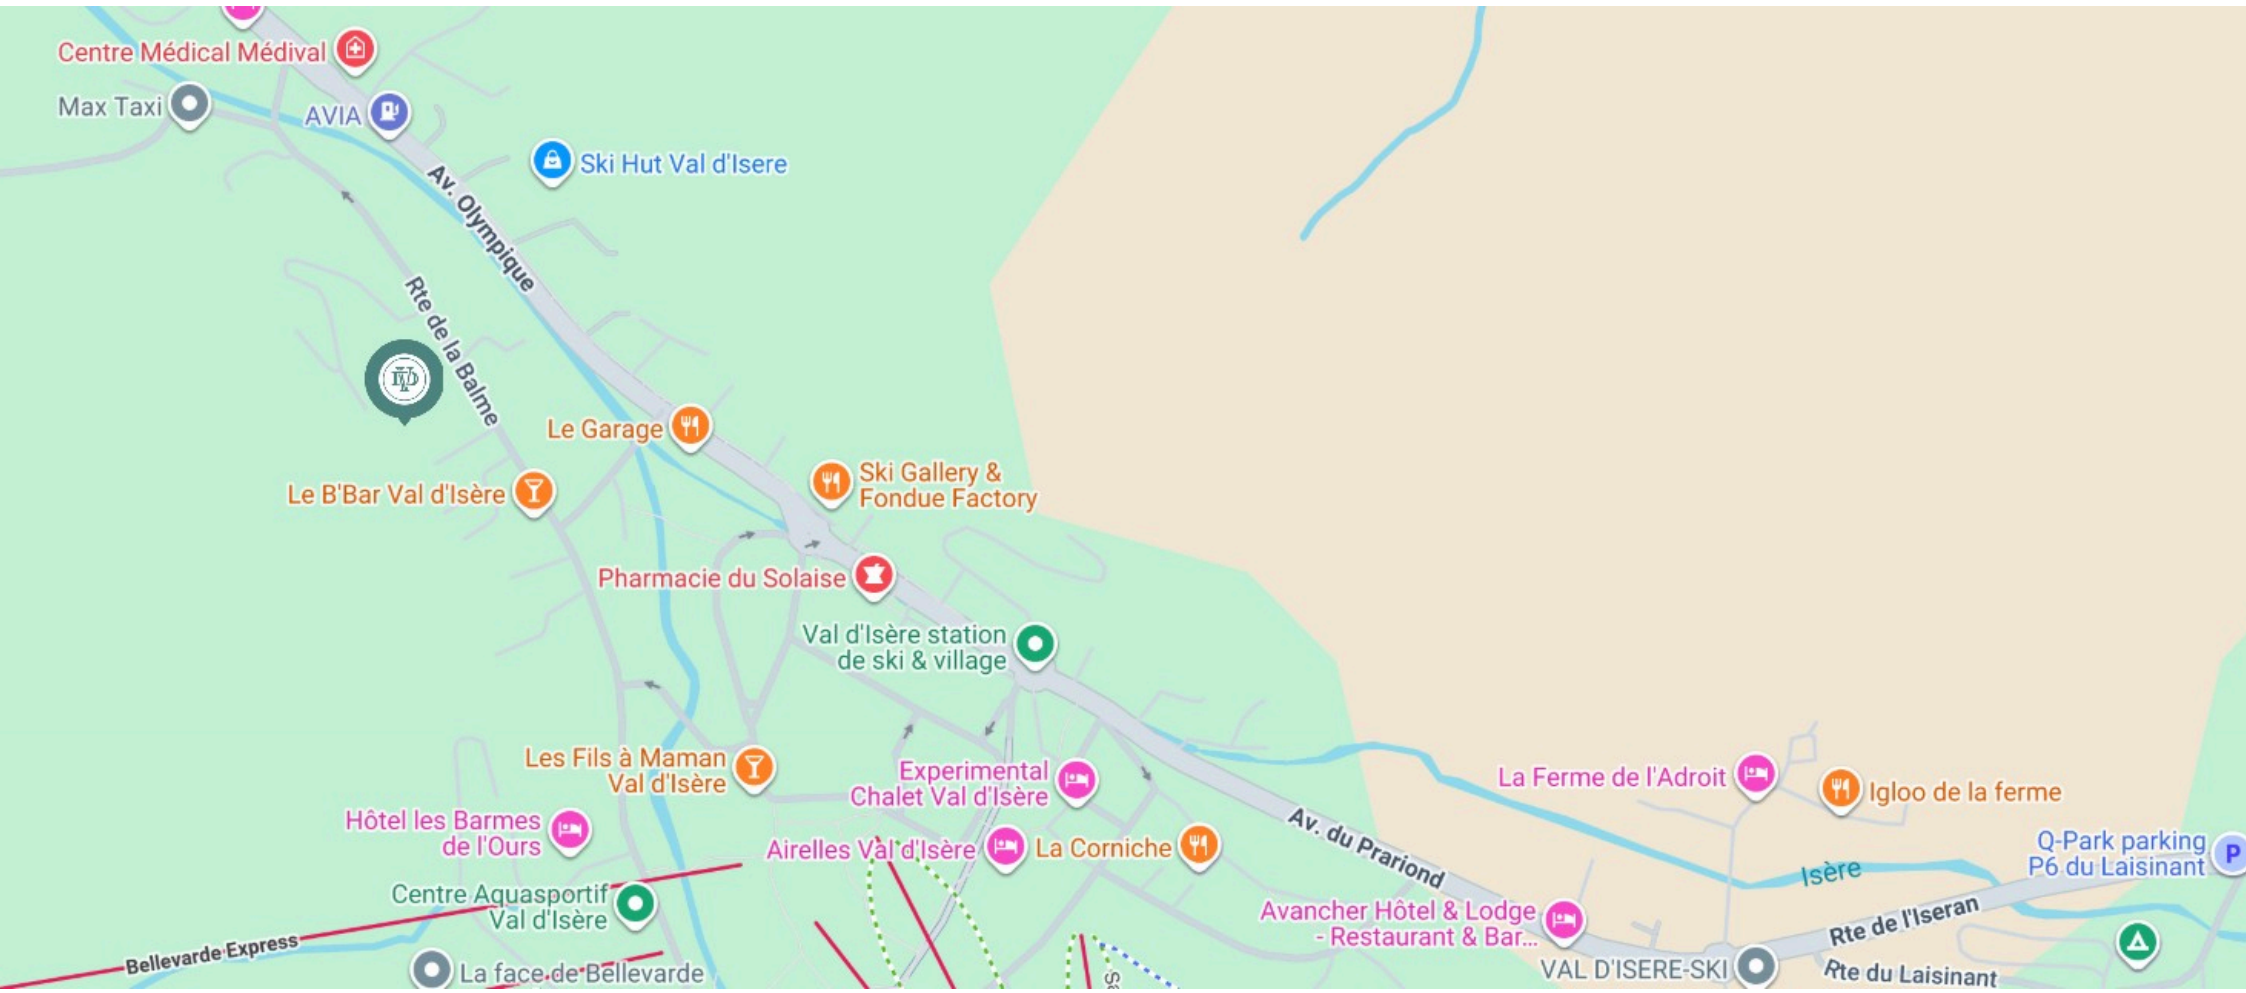 Centre Médical Médival
Max Taxi
AVIA
Ski Hut Val d'Isere
Av. Olympique
Rte de la Balme
Le Garage
Ski Gallery &
Fondue Factory
Le B'Bar Val d'Isère
Pharmacie du Solaise
Val d'Isère station
de ski & village
Les Fils à Maman
Val d'Isère
Experimental
Chalet Val d'Isère
La Ferme de l'Adroit
Igloo de la ferme
Hôtel les Barmes
de l'Ours
Airelles Val d'Isère
La Corniche
Av. du Prariond
Q-Park parking
P6 du Laisinant
P
Isère
Centre Aquasportif
Val d'Isère
Avancher Hôtel & Lodge
- Restaurant & Bar...
Rte de l'Iseran
Bellevarde Express
La face de Bellevarde
VAL D'ISERE-SKI
Rte du Laisinant